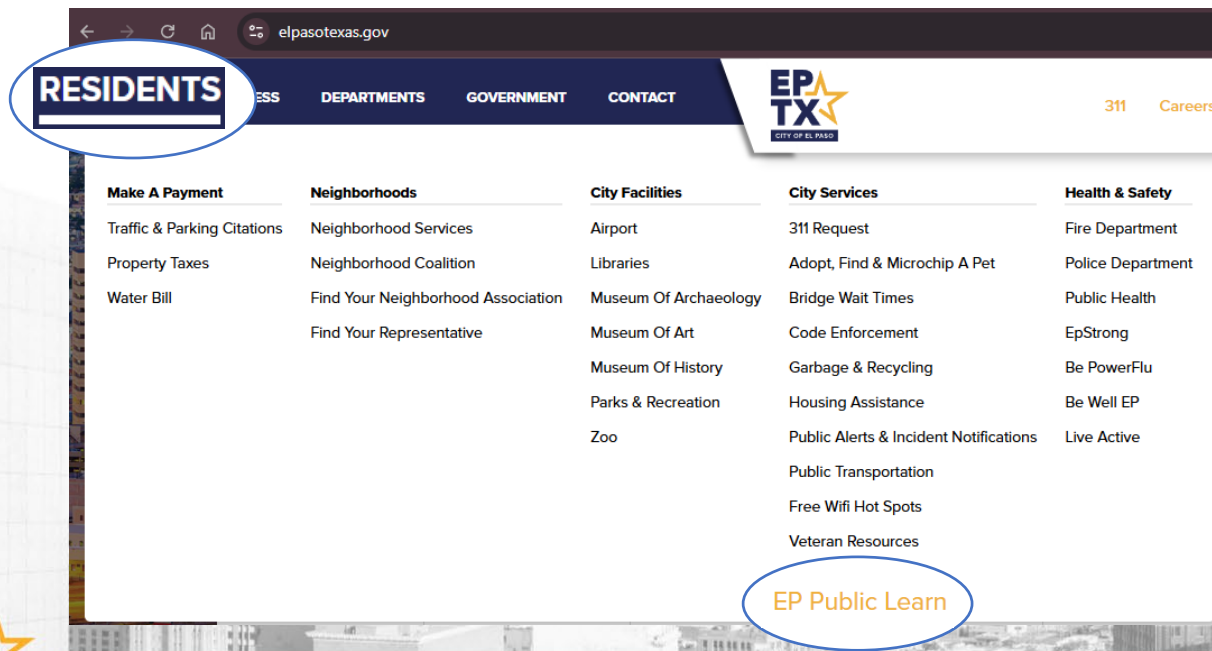 elpasotexas.gov
RESIDENTS
ESS DEPARTMENTS GOVERNMENT CONTACT
EP
TX
CITY OF EL PASO
311 Careers
Make A Payment
Traffic & Parking Citations
Property Taxes
Water Bill
Neighborhoods
Neighborhood Services
Neighborhood Coalition
Find Your Neighborhood Association
Find Your Representative
City Facilities
Airport
Libraries
Museum Of Archaeology
Museum Of Art
Museum Of History
Parks & Recreation
Zoo
City Services
311 Request
Adopt, Find & Microchip A Pet
Bridge Wait Times
Code Enforcement
Garbage & Recycling
Housing Assistance
Public Alerts & Incident Notifications
Public Transportation
Free Wifi Hot Spots
Veteran Resources
EP Public Learn
Health & Safety
Fire Department
Police Department
Public Health
EpStrong
Be PowerFlu
Be Well EP
Live Active